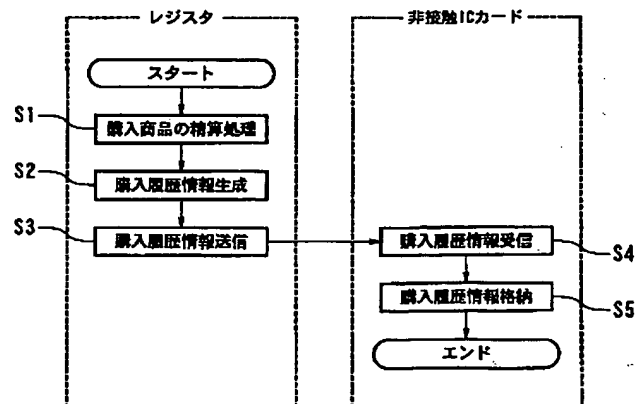 レジスタ
スタート
S1
購入商品の精算処理
S2
購入履歴情報生成
S3
購入履歴情報送信
非接触ICカード
購入履歴情報受信
S4
購入履歴情報格納
S5
エンド